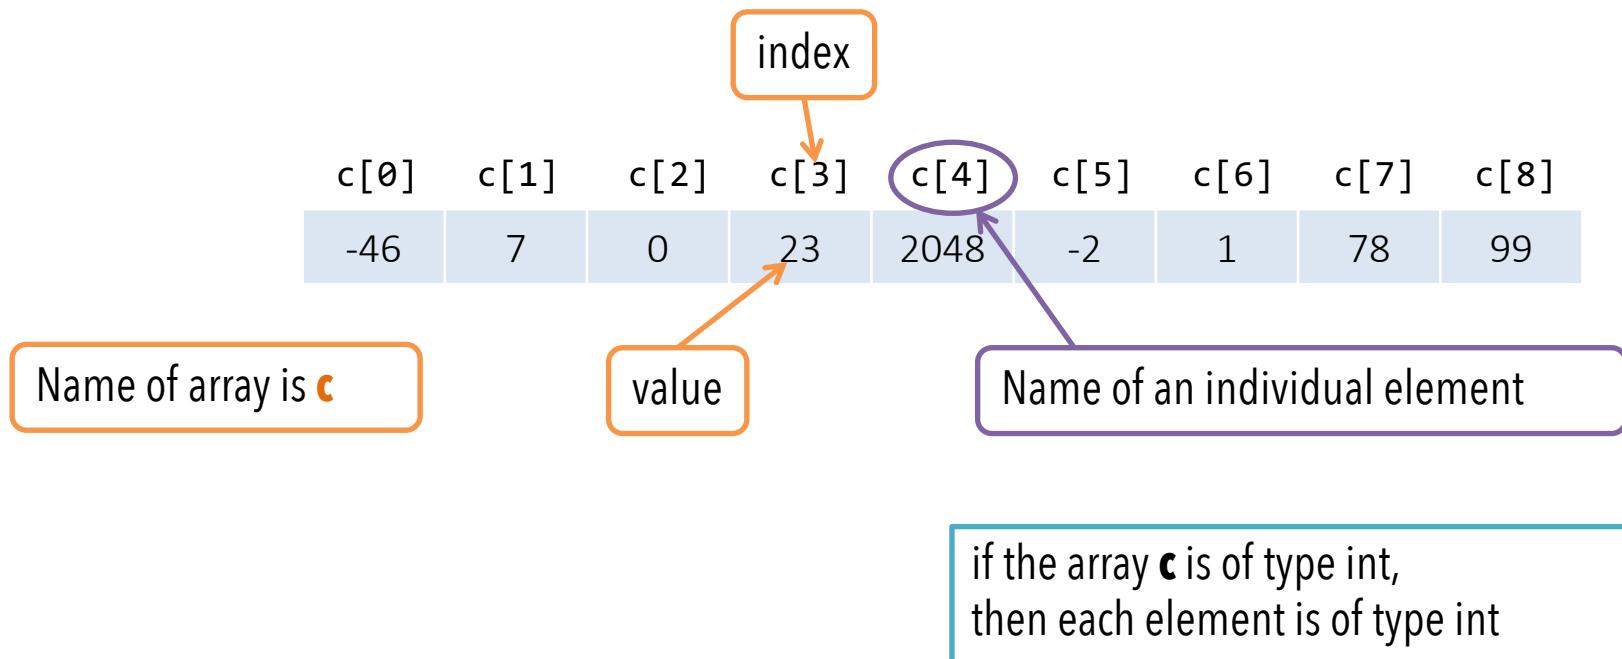 index
c[0] c[1] c[2] c[3] c[4] c[5] c[6] c[7] c[8]
-46 7 0 23 2048 -2 1 78 99
Name of array is c
value
Name of an individual element
if the array c is of type int,
then each element is of type int